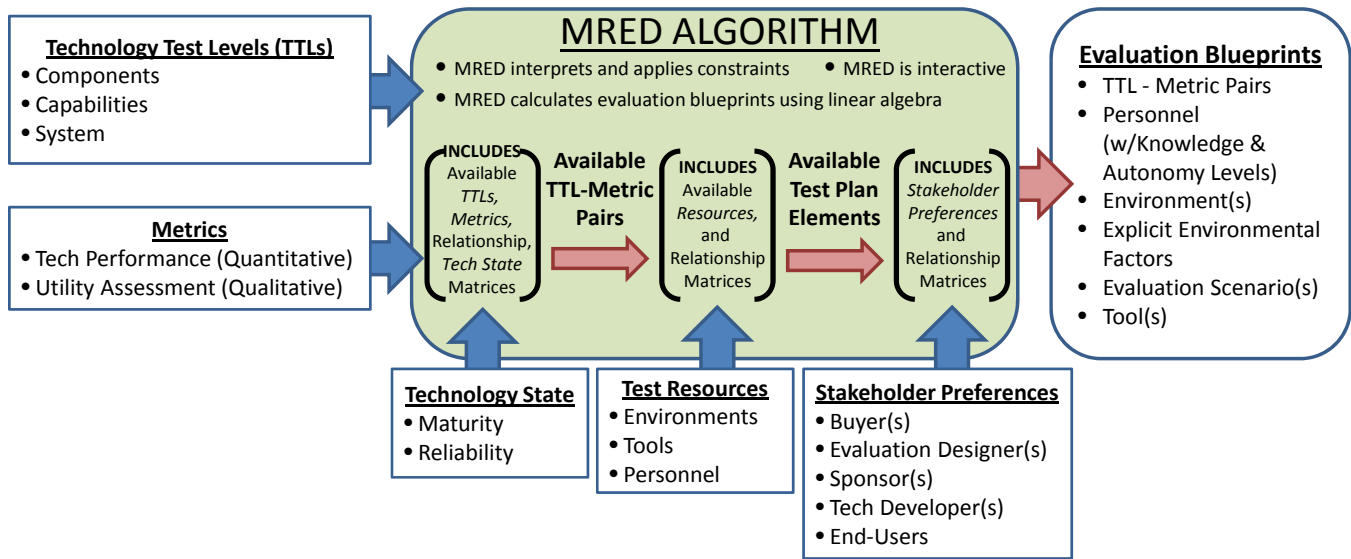 Technology Test Levels (TTLs)
• Components
• Capabilities
• System
Metrics
• Tech Performance (Quantitative)
• Utility Assessment (Qualitative)
MRED ALGORITHM
• MRED interprets and applies constraints • MRED is interactive
• MRED calculates evaluation blueprints using linear algebra
INCLUDES
Available
TTLs,
Metrics,
Relationship,
Tech State
Matrices
Available
TTL-Metric
Pairs
INCLUDES
Available
Resources,
and
Relationship
Matrices
Available
Test Plan
Elements
INCLUDES
Stakeholder
Preferences
and
Relationship
Matrices
Technology State
• Maturity
• Reliability
Test Resources
• Environments
• Tools
• Personnel
Stakeholder Preferences
• Buyer(s)
• Evaluation Designer(s)
• Sponsor(s)
• Tech Developer(s)
• End-Users
Evaluation Blueprints
• TTL - Metric Pairs
• Personnel
(w/Knowledge &
Autonomy Levels)
• Environment(s)
• Explicit Environmental
Factors
• Evaluation Scenario(s)
• Tool(s)